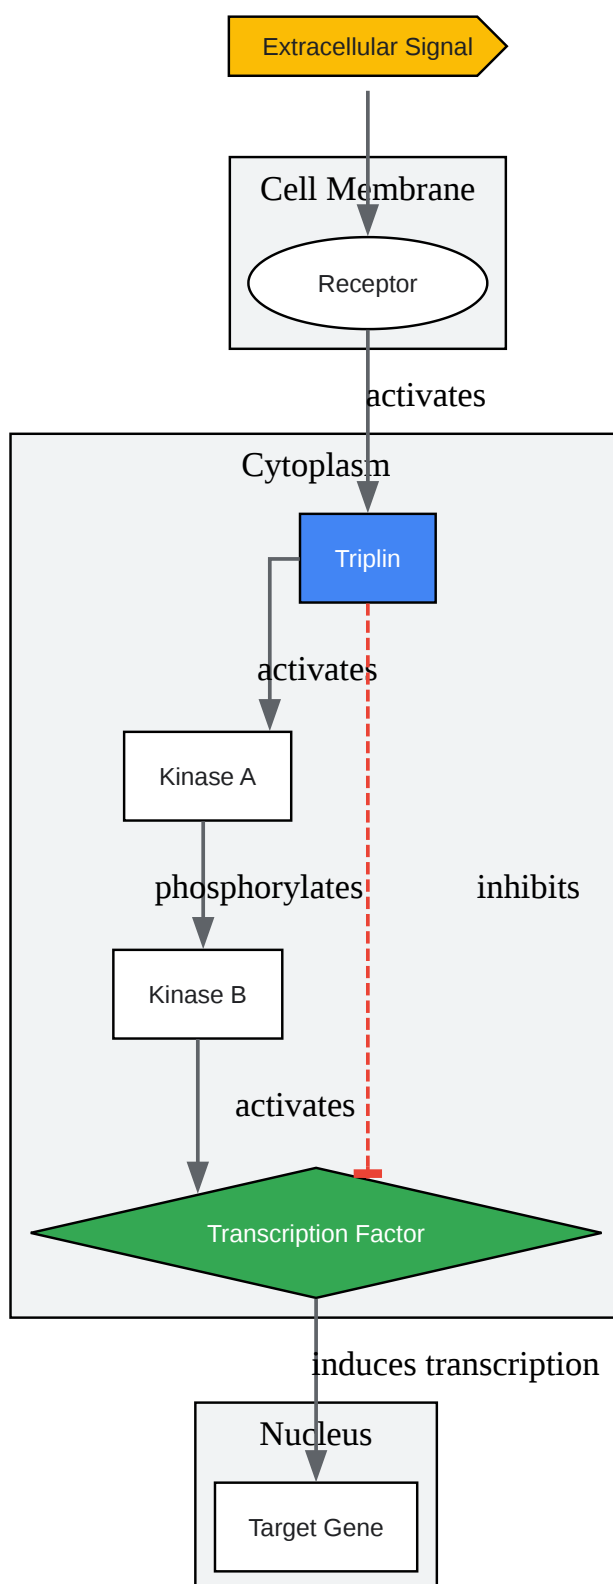 Extracellular Signal
Cell Membrane
Receptor
activates
Cytoplasm
Triplin
activates
Kinase A
phosphorylates
inhibits
Kinase B
activates
Transcription Factor
induces transcription
Nucleus
Target Gene